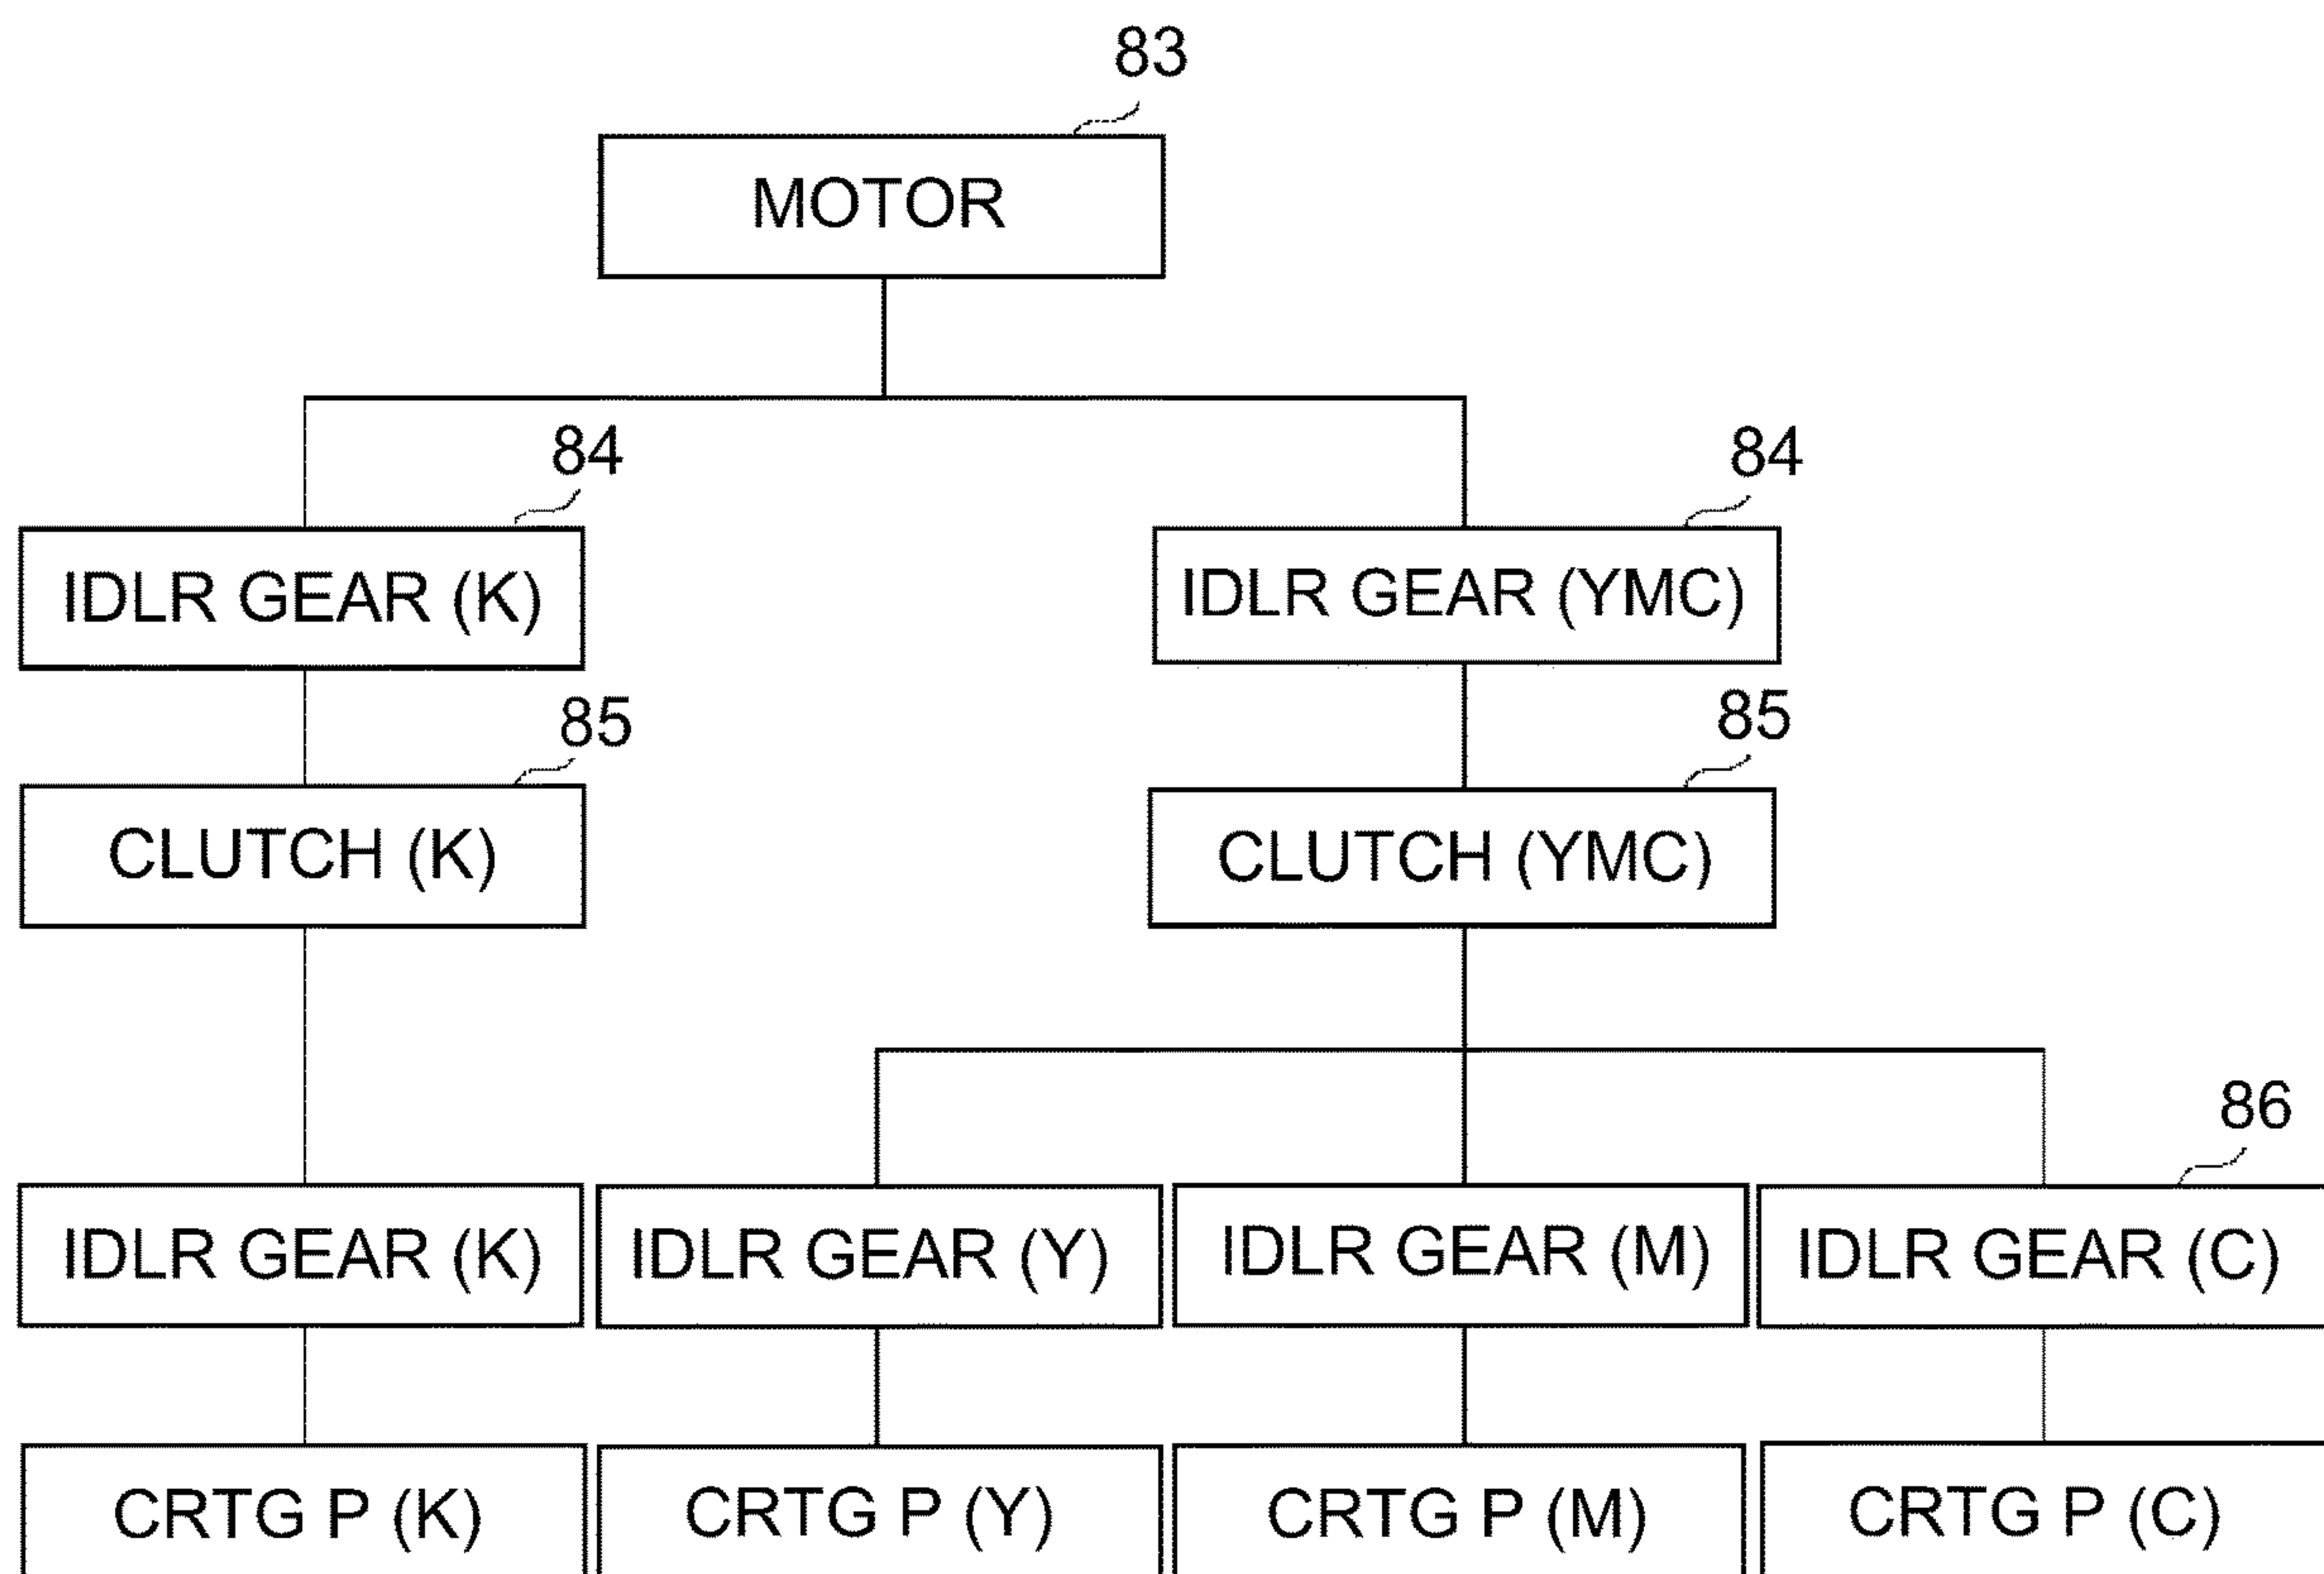 83
MOTOR
84
84
IDLR GEAR (K)
IDLR GEAR (YMC)
85
85
CLUTCH (K)
CLUTCH (YMC)
86
IDLR GEAR (K)
IDLR GEAR (Y)
IDLR GEAR (M)
IDLR GEAR (C)
CRTG P (K)
CRTG P (Y)
CRTG P (M)
CRTG P (C)